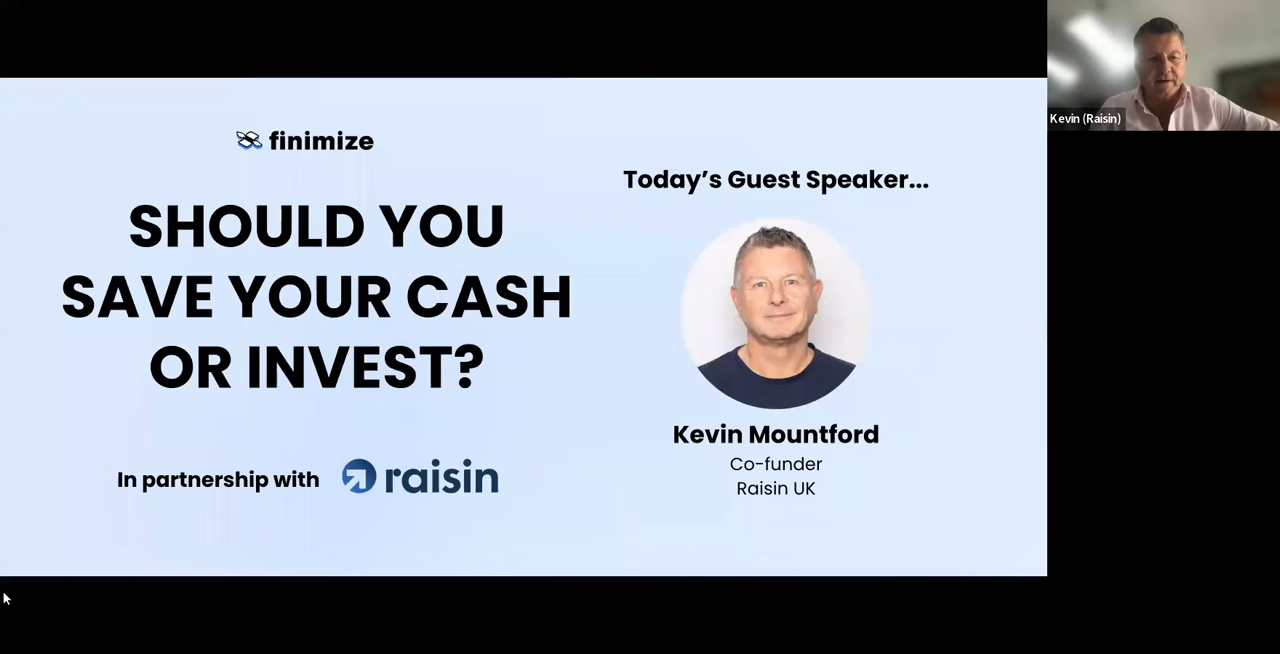 finimize
SHOULD YOU
SAVE YOUR CASH
OR INVEST?
In partnership with raisin
Today’s Guest Speaker...
Kevin Mountford
Co-funder
Raisin UK
Kevin (Raisin)